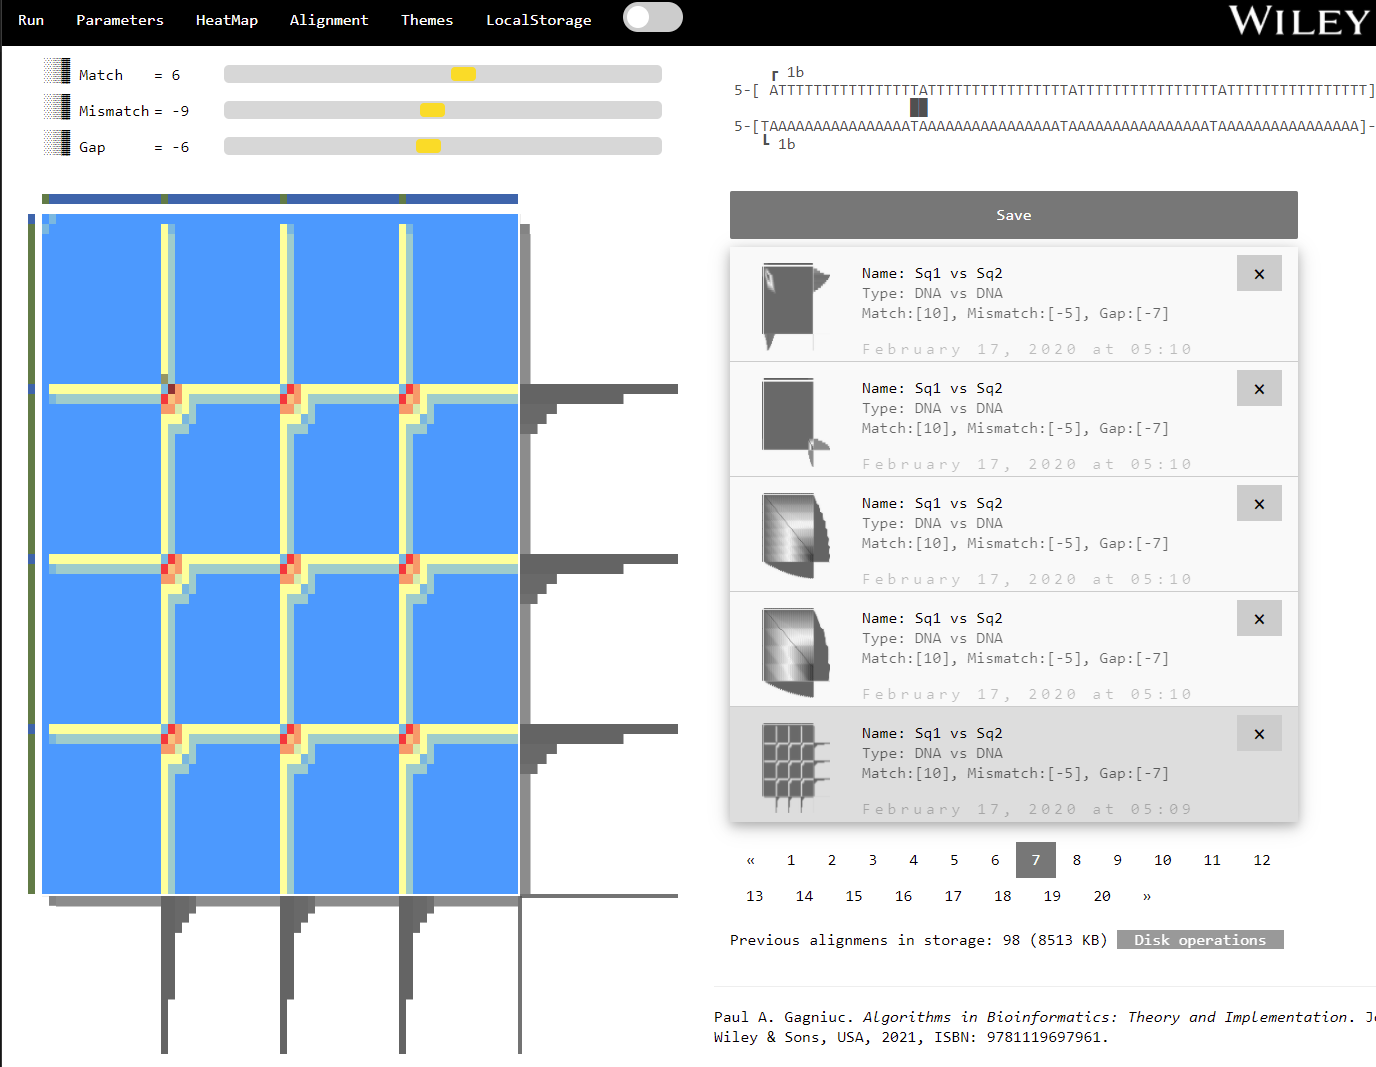 Run Parameters HeatMap Alignment Themes LocalStorage WILEY
Match = 6
Mismatch = -9
Gap = -6
┏ 1b
5-[ ATTTTTTTTTTTTTTTTATTTTTTTTTTTTTTTTATTTTTTTTTTTTTTTTATTTTTTTTTTTTTTTT]
5-[TAAAAAAAAAAAAAAAATAAAAAAAAAAAAAAAATAAAAAAAAAAAAAAAATAAAAAAAAAAAAAAAA]-
┗ 1b
Save
Name: Sq1 vs Sq2 ×
Type: DNA vs DNA
Match:[10], Mismatch:[-5], Gap:[-7]
February 17, 2020 at 05:10
Name: Sq1 vs Sq2 ×
Type: DNA vs DNA
Match:[10], Mismatch:[-5], Gap:[-7]
February 17, 2020 at 05:10
Name: Sq1 vs Sq2 ×
Type: DNA vs DNA
Match:[10], Mismatch:[-5], Gap:[-7]
February 17, 2020 at 05:10
Name: Sq1 vs Sq2 ×
Type: DNA vs DNA
Match:[10], Mismatch:[-5], Gap:[-7]
February 17, 2020 at 05:10
Name: Sq1 vs Sq2 ×
Type: DNA vs DNA
Match:[10], Mismatch:[-5], Gap:[-7]
February 17, 2020 at 05:09
« 1 2 3 4 5 6 7 8 9 10 11 12
13 14 15 16 17 18 19 20 »
Previous alignmens in storage: 98 (8513 KB) Disk operations
Paul A. Gagniuc. Algorithms in Bioinformatics: Theory and Implementation.
Wiley & Sons, USA, 2021, ISBN: 9781119697961.